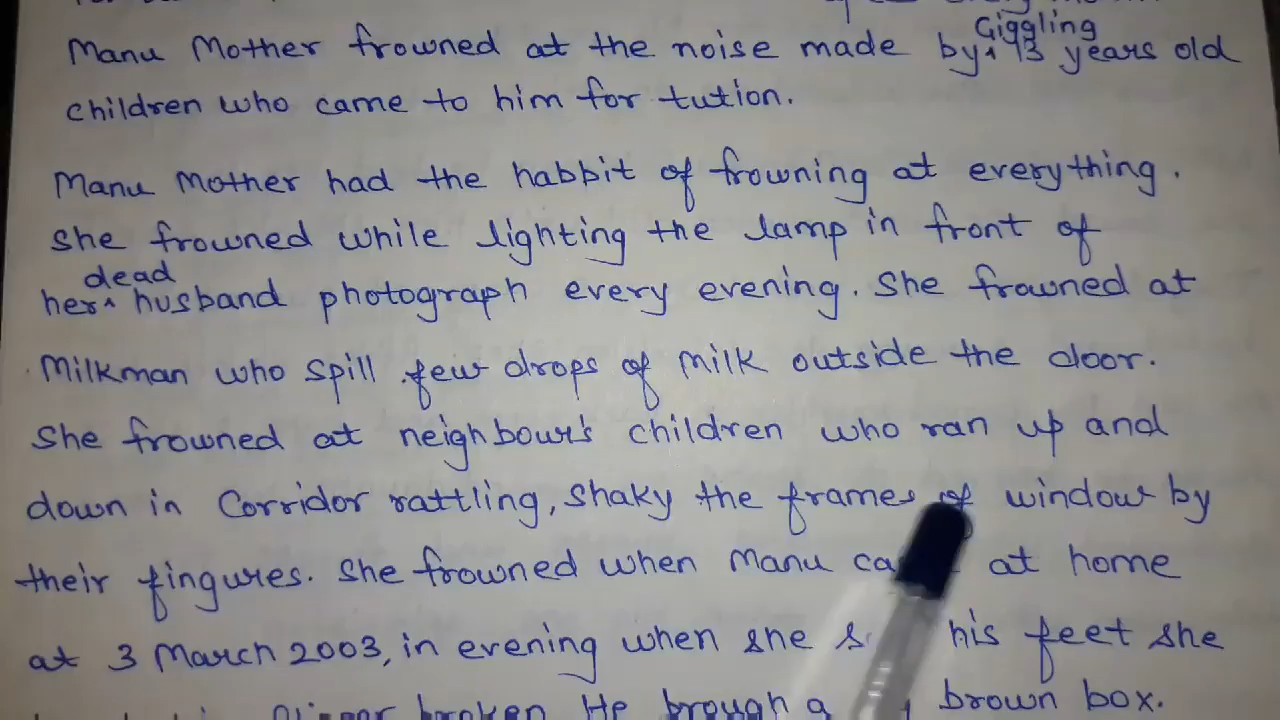 Giggling
Manu Mother frowned at the noise made by ^ 13 years old
children who came to him for tution.
Manu Mother had the habbit of frowning at everything.
She frowned while lighting the lamp in front of
dead
her ^ husband photograph every evening. She frowned at
Milkman who spill few drops of Milk outside the door.
She frowned at neighbour's children who ran up and
down in Corridor rattling, shaky the frames of window by
their fingures. She frowned when Manu at home
at 3 March 2003, in evening when she his feet she
broken He brown box.